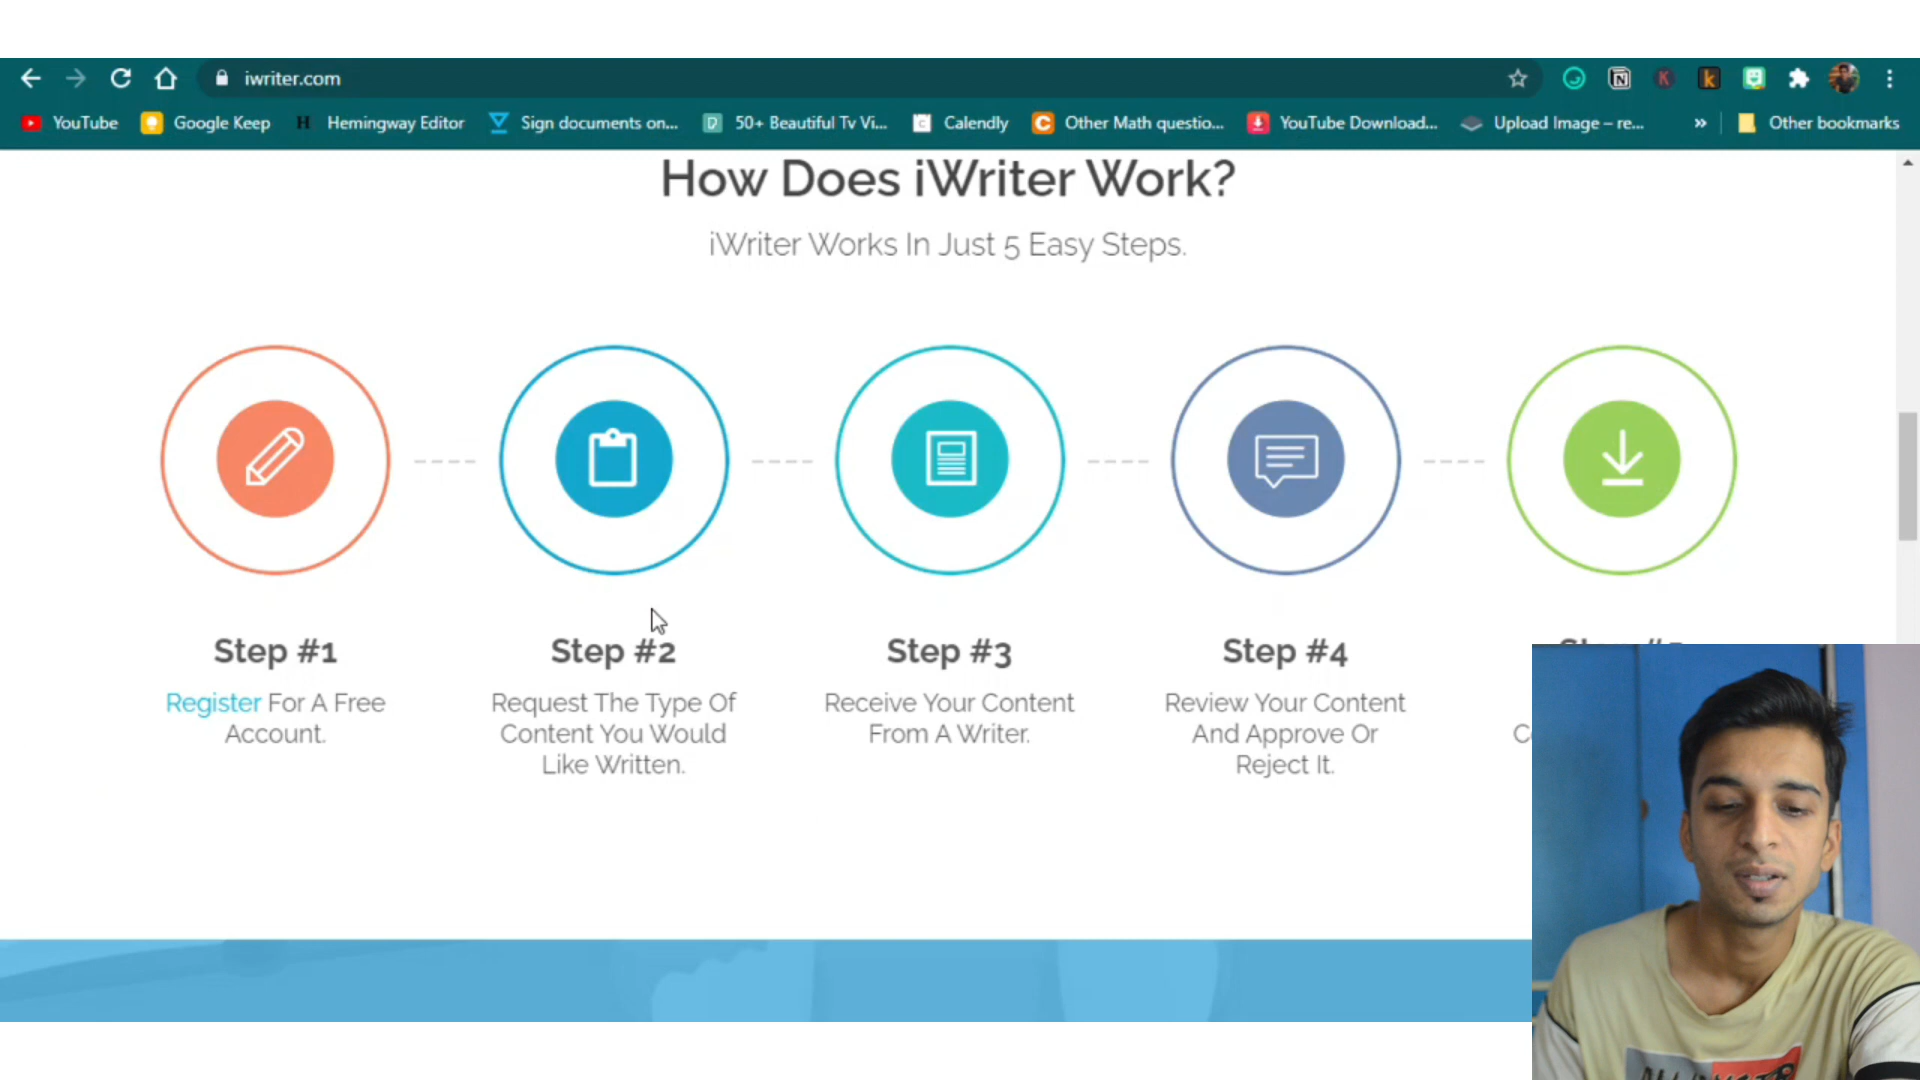 iwriter.com
YouTube
Google Keep
Hemingway Editor
Sign documents on...
50+ Beautiful Tv Vi...
Calendly
Other Math questio...
YouTube Download...
Upload Image – re...
»
Other bookmarks
How Does iWriter Work?
iWriter Works In Just 5 Easy Steps.
Step #1
Register For A Free
Account.
Step #2
Request The Type Of
Content You Would
Like Written.
Step #3
Receive Your Content
From A Writer.
Step #4
Review Your Content
And Approve Or
Reject It.